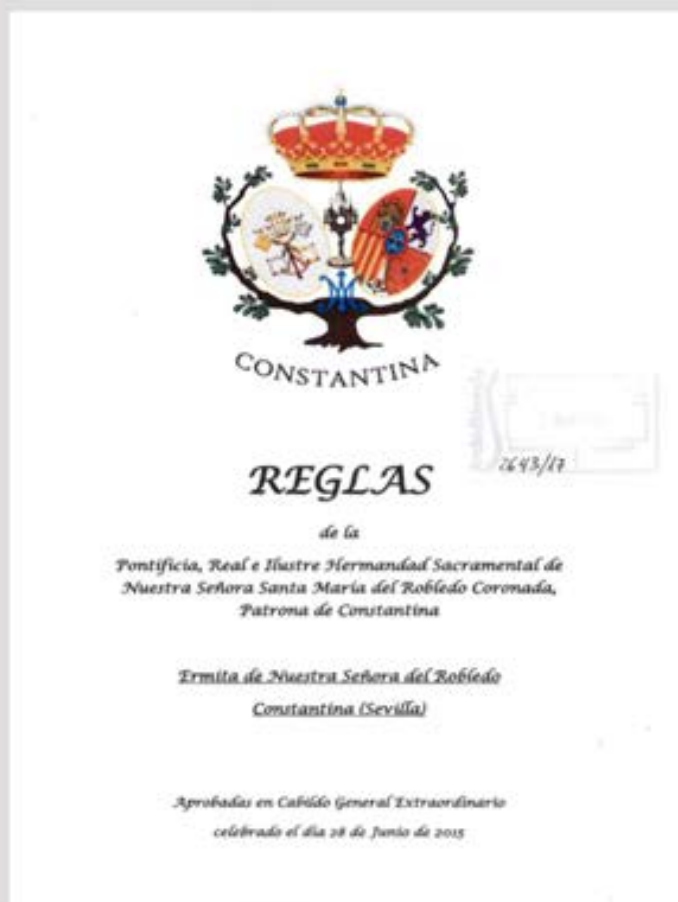 CONSTANTINA
2643/17
REGLAS
de la
Pontificia, Real e Ilustre Hermandad Sacramental de
Nuestra Señora Santa María del Robledo Coronada,
Patrona de Constantina
Ermita de Nuestra Señora del Robledo
Constantina (Sevilla)
Aprobadas en Cabildo General Extraordinario
celebrado el día 28 de Junio de 2015